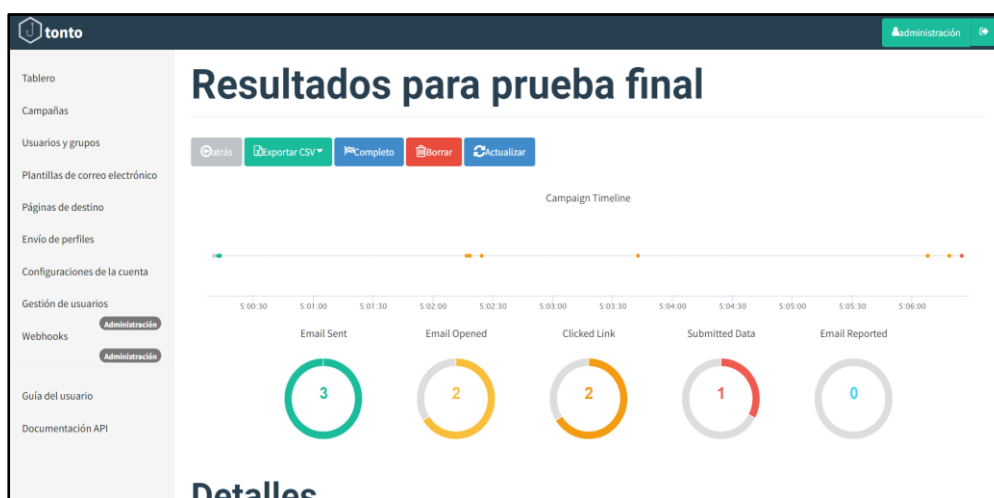 tonto
administración
Tablero
Campañas
Usuarios y grupos
Plantillas de correo electrónico
Páginas de destino
Envío de perfiles
Configuraciones de la cuenta
Gestión de usuarios
Administración
Webhooks
Administración
Guía del usuario
Documentación API
Resultados para prueba final
atrás Exportar CSV Completo Borrar Actualizar
Campaign Timeline
5:00:30 5:01:00 5:01:30 5:02:00 5:02:30 5:03:00 5:03:30 5:04:00 5:04:30 5:05:00 5:05:30 5:06:00
Email Sent Email Opened Clicked Link Submitted Data Email Reported
3 2 2 1 0
Detalles